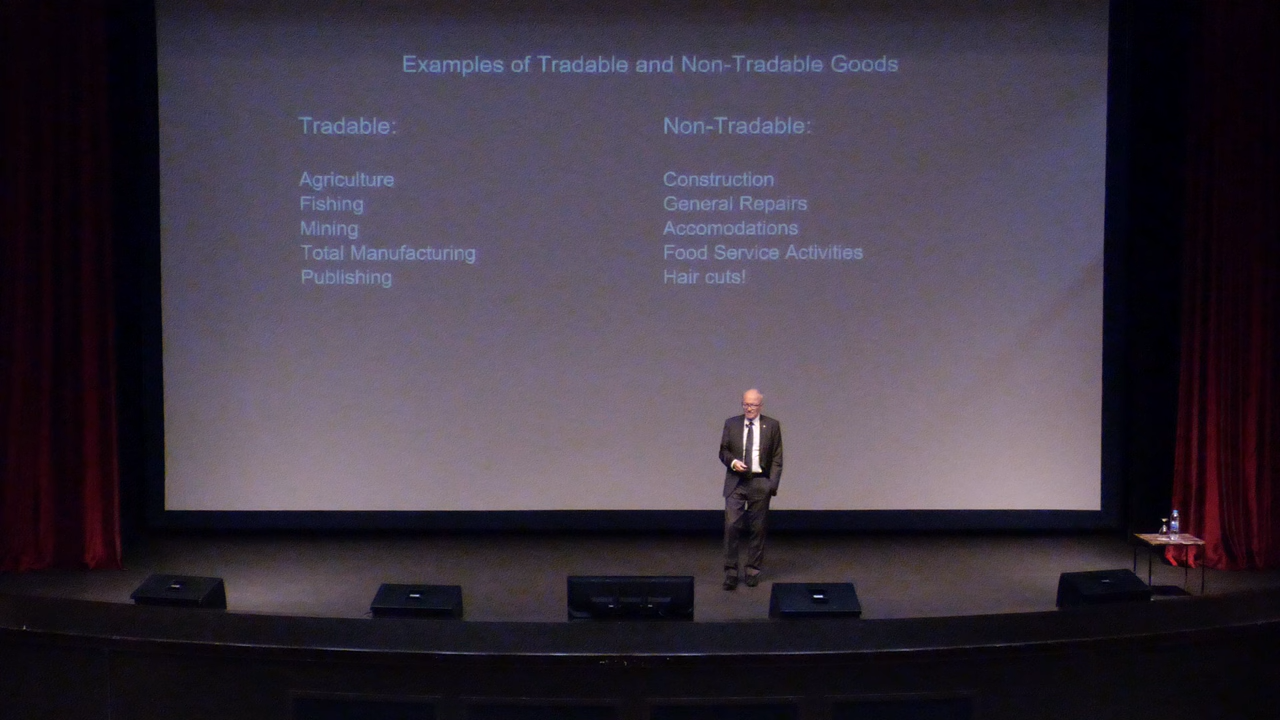 Examples of Tradable and Non-Tradable Goods
Tradable:
Agriculture
Fishing
Mining
Total Manufacturing
Publishing
Non-Tradable:
Construction
General Repairs
Accomodations
Food Service Activities
Hair cuts!